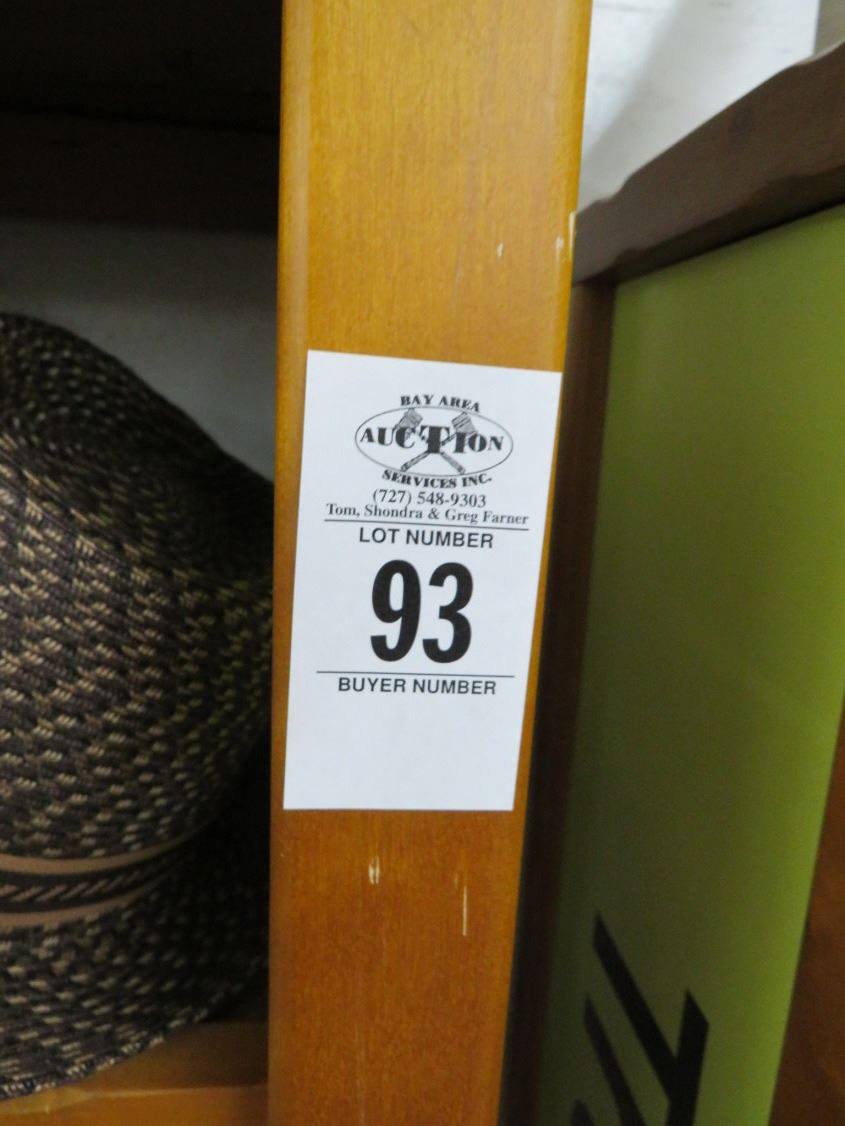 BAY AREA
AUCTION
SERVICES INC.
(727) 548-9303
Tom, Shondra & Greg Farner
LOT NUMBER
93
BUYER NUMBER